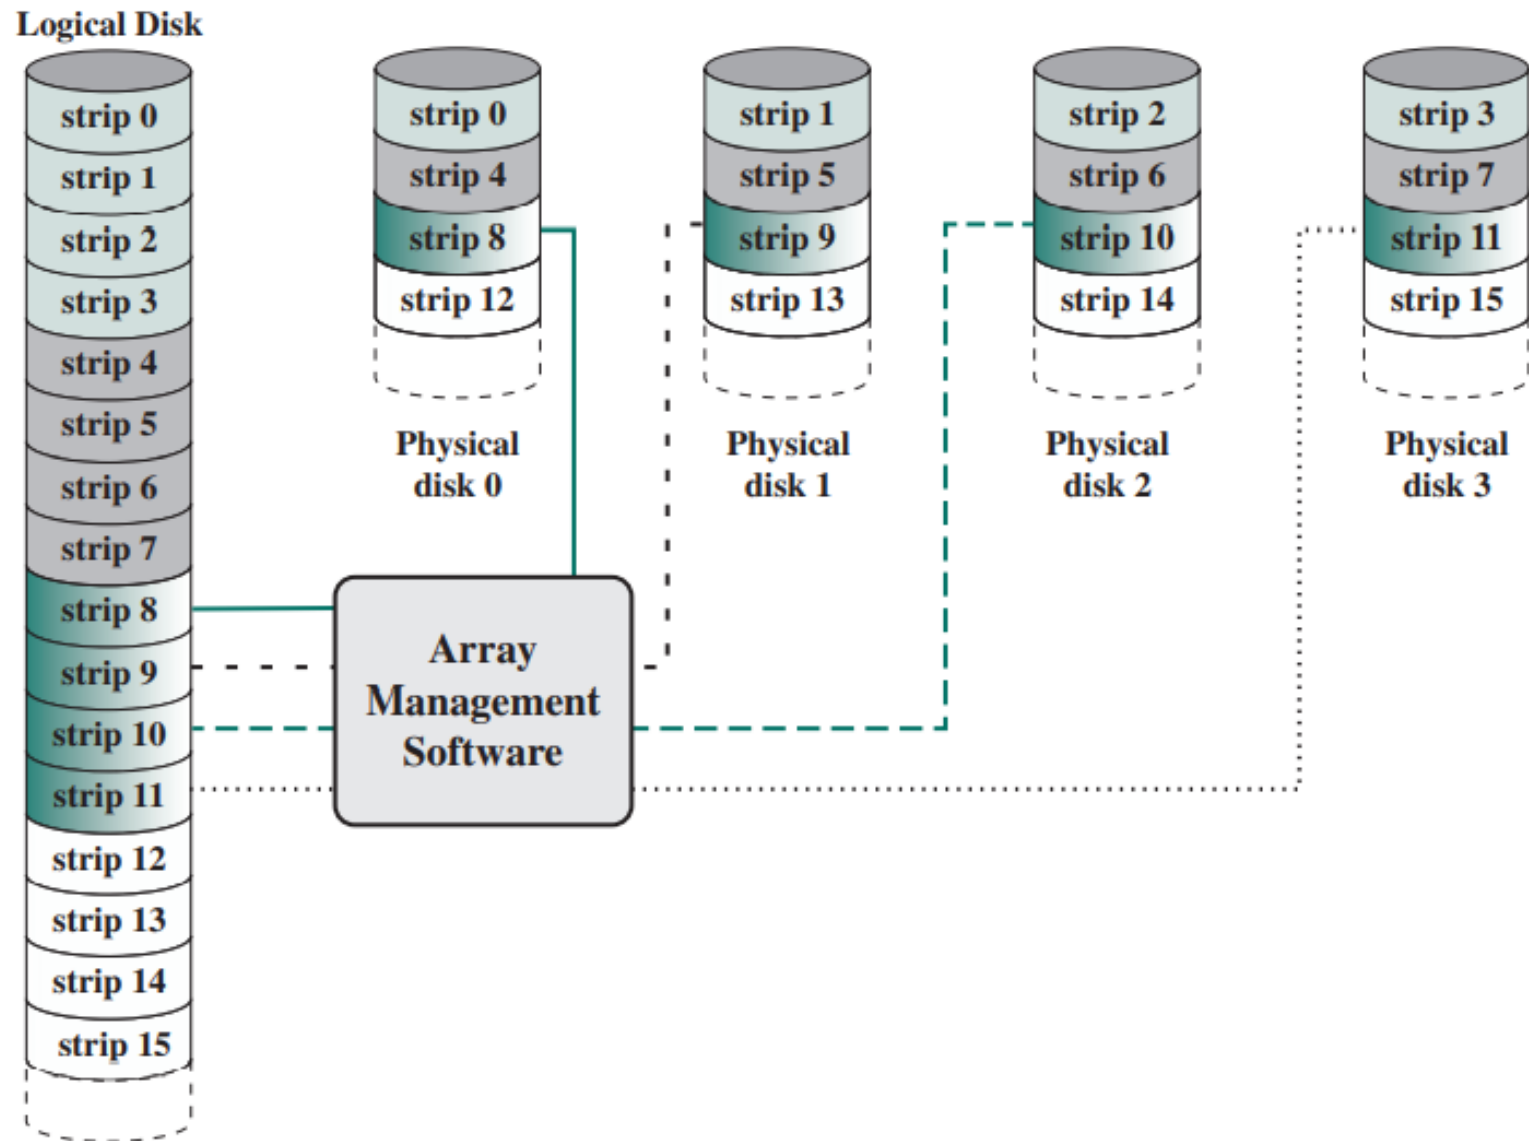 Logical Disk
strip 0
strip 1
strip 2
strip 3
strip 4
strip 5
strip 6
strip 7
strip 8
strip 9
strip 10
strip 11
strip 12
strip 13
strip 14
strip 15
strip 0
strip 4
strip 8
strip 12
Physical
disk 0
strip 1
strip 5
strip 9
strip 13
Physical
disk 1
strip 2
strip 6
strip 10
strip 14
Physical
disk 2
strip 3
strip 7
strip 11
strip 15
Physical
disk 3
Array
Management
Software